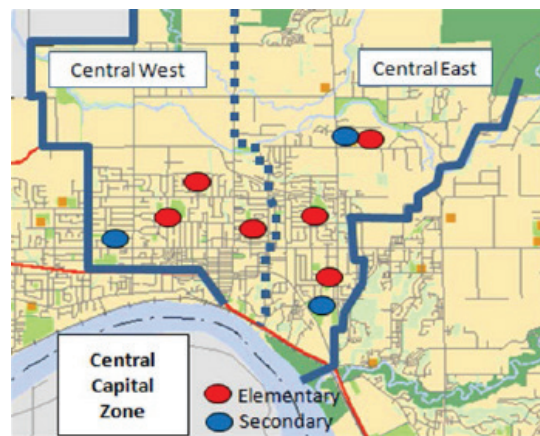 Central West
Central East
Central
Capital
Zone
Elementary
Secondary